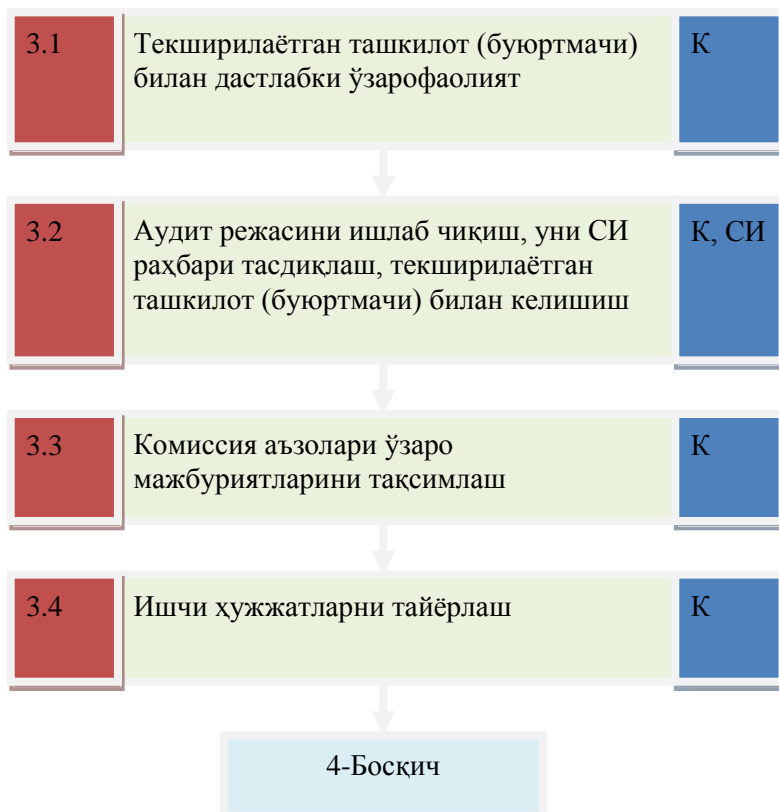 3.1 Текширилаётган ташкилот (буюртмачи) К
билан дастлабки ўзарофаолият
3.2 Аудит режасини ишлаб чиқиш, уни СИ К, СИ
раҳбари тасдиқлаш, текширилаётган
ташкилот (буюртмачи) билан келишиш
3.3 Комиссия аъзолари ўзаро К
мажбуриятларини тақсимлаш
3.4 Ишчи ҳужжатларни тайёрлаш К
4-Босқич